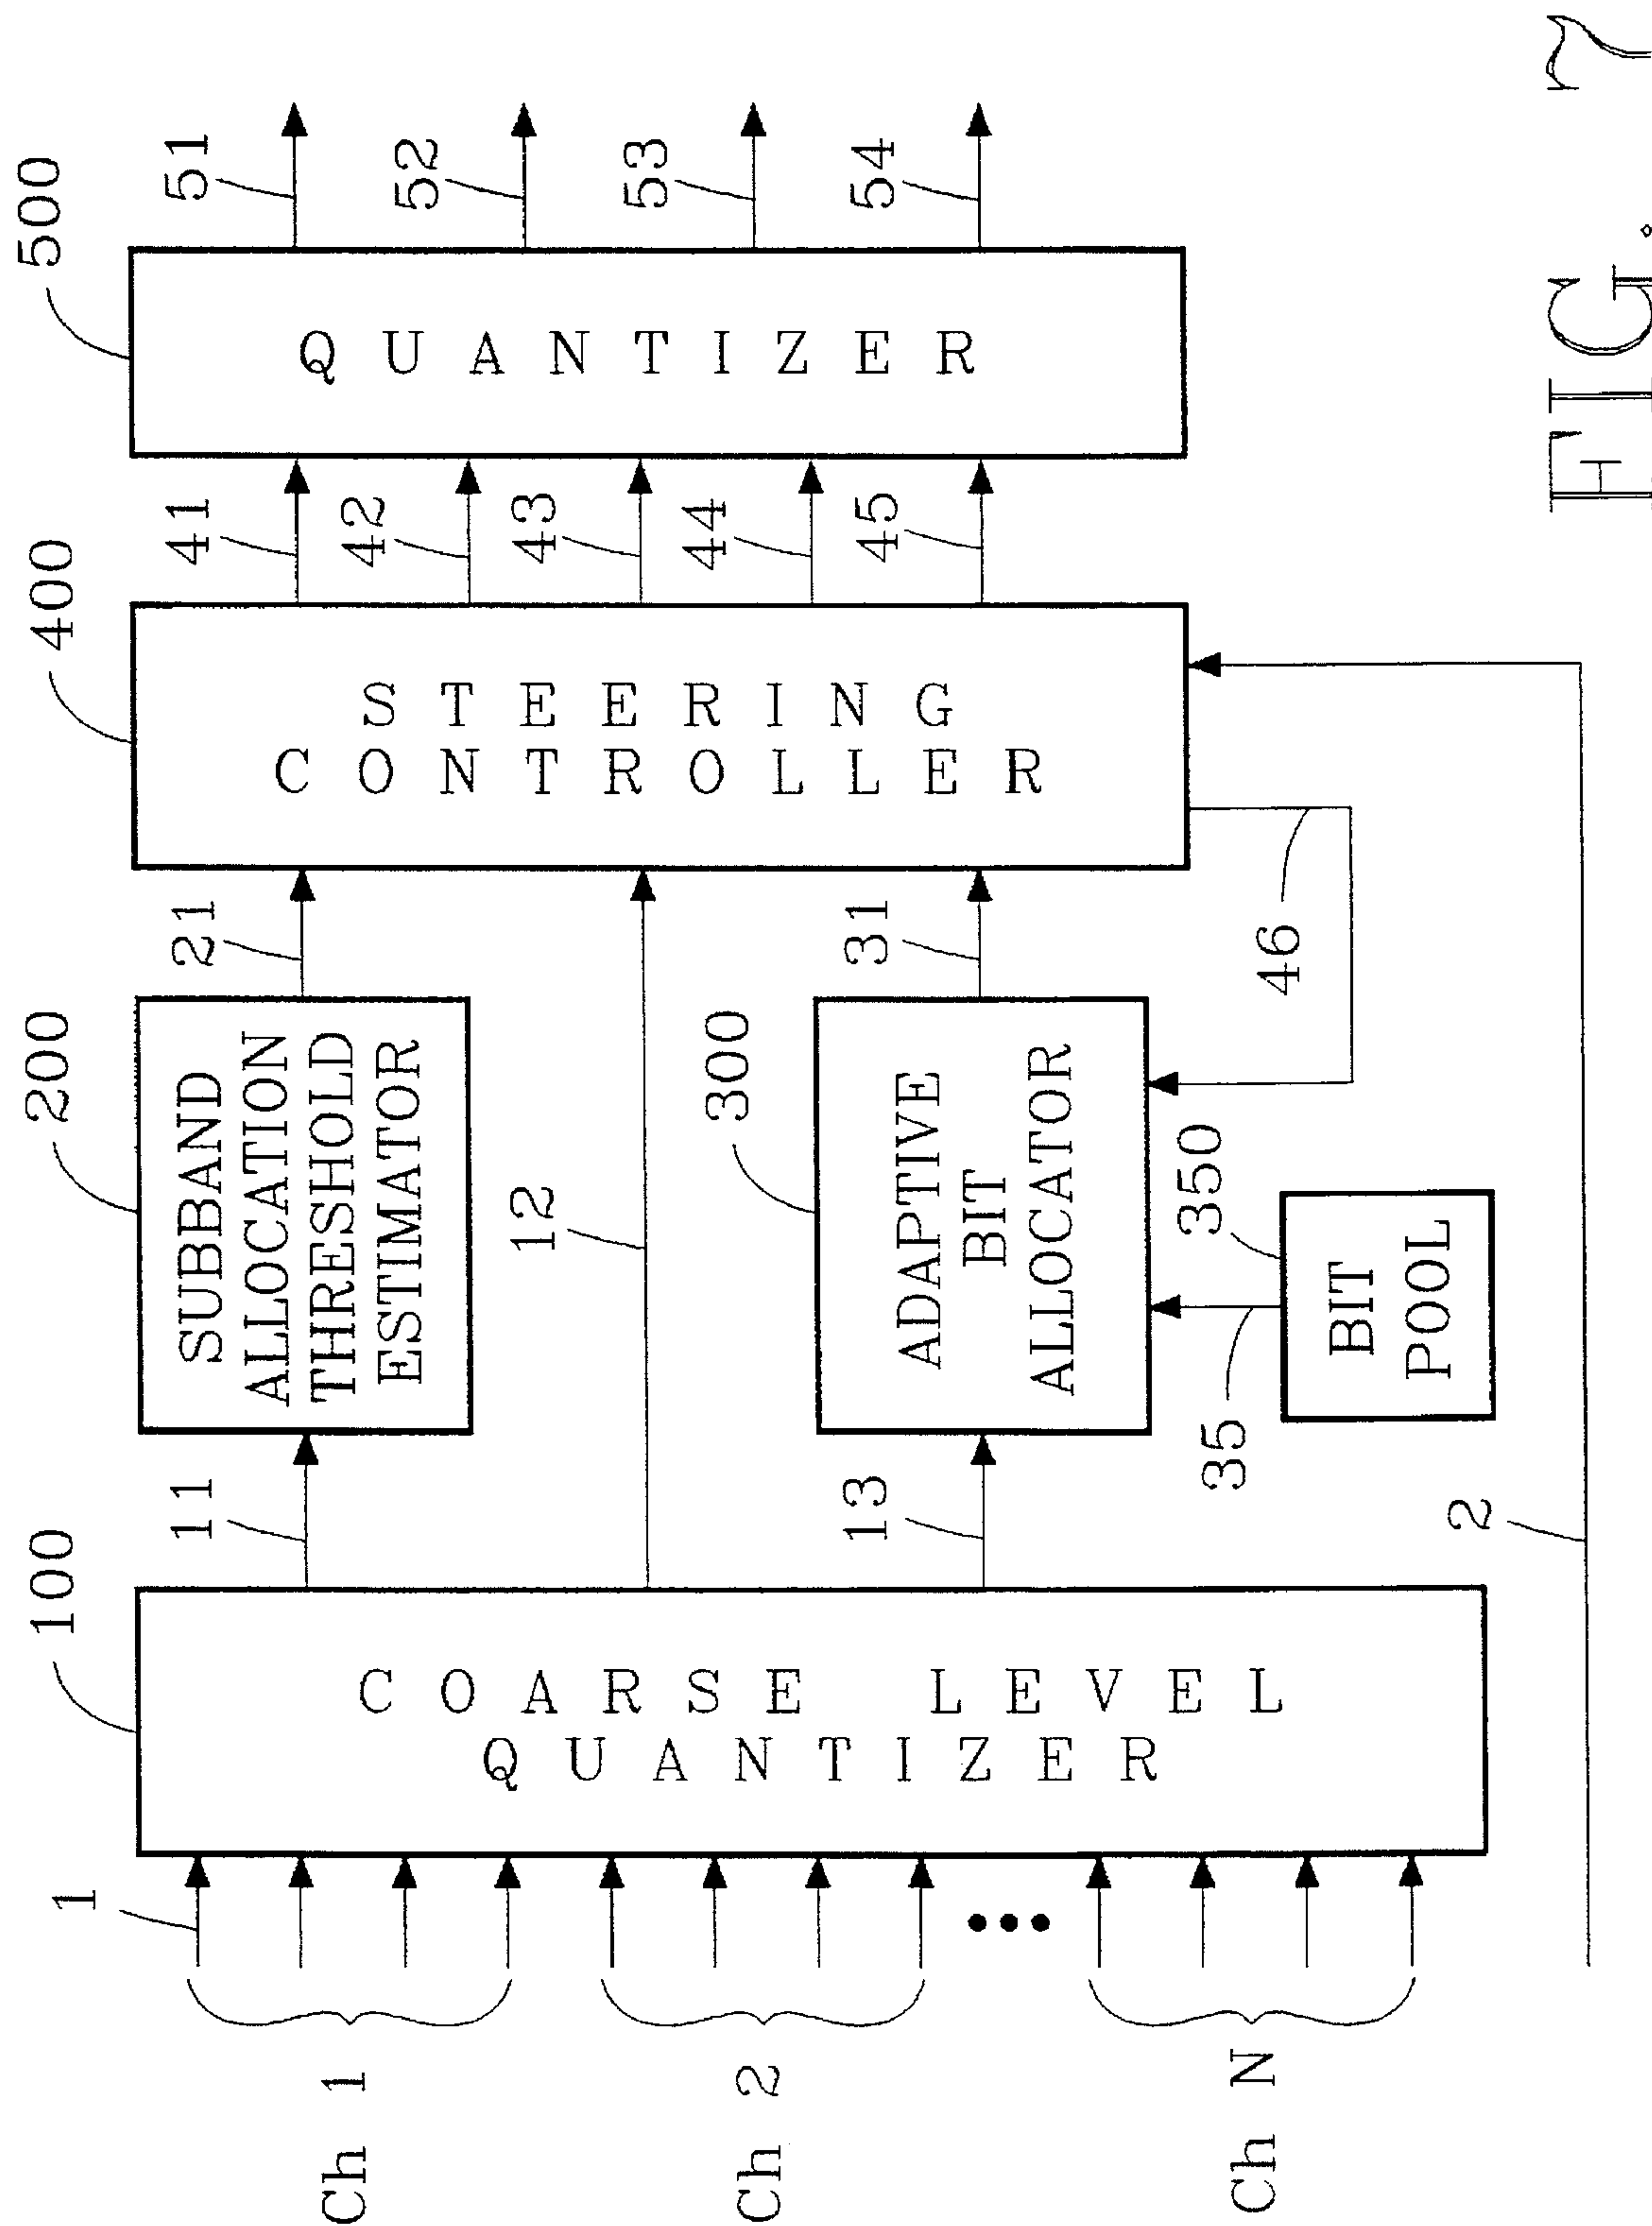 Ch 1
Ch 2
Ch N
1
100
COARSE LEVEL
QUANTIZER
11
12
13
2
200
SUBBAND
ALLOCATION
THRESHOLD
ESTIMATOR
300
ADAPTIVE
BIT
ALLOCATOR
35
350
BIT
POOL
21
31
46
400
STEERING
CONTROLLER
41
42
43
44
45
500
QUANTIZER
51
52
53
54
FIG. 7